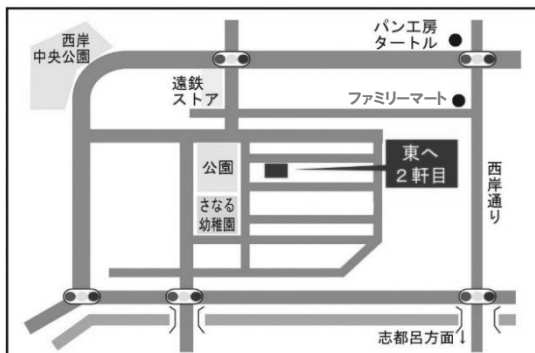 西岸
中央公園
パン工房
タートル
遠鉄
ストア
ファミリーマート
公園
東へ
2軒目
さなる
幼稚園
西岸通り
志都呂方面↓